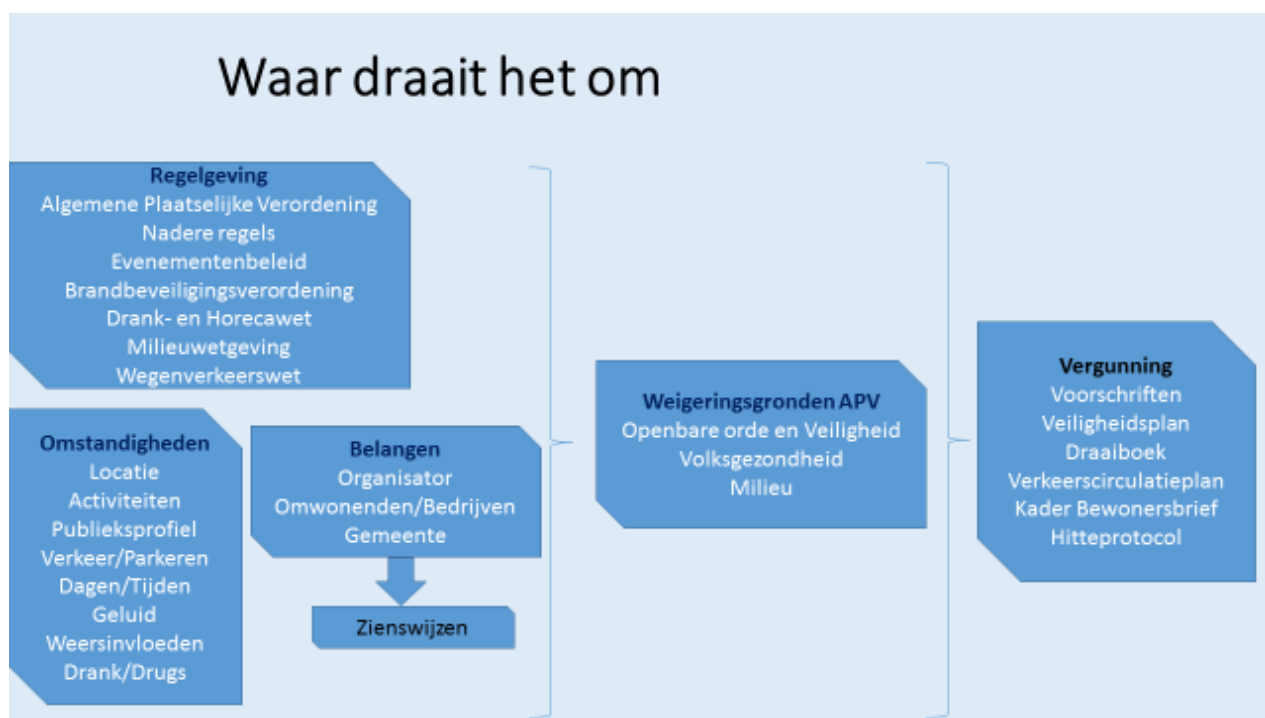 Waar draait het om
Regelgeving
Algemene Plaatselijke Verordening
Nadere regels
Evenementenbeleid
Brandbeveiligingsverordening
Drank- en Horecawet
Milieuwetgeving
Wegenverkeerswet
Omstandigheden
Locatie
Activiteiten
Publieksprofiel
Verkeer/Parkeren
Dagen/Tijden
Geluid
Weersinvloeden
Drank/Drugs
Belangen
Organisator
Omwonenden/Bedrijven
Gemeente
Zienswijzen
Weigeringsgronden APV
Openbare orde en Veiligheid
Volksgezondheid
Milieu
Vergunning
Voorschriften
Veiligheidsplan
Draaiboek
Verkeerscirculatieplan
Kader Bewonersbrief
Hitteprotocol